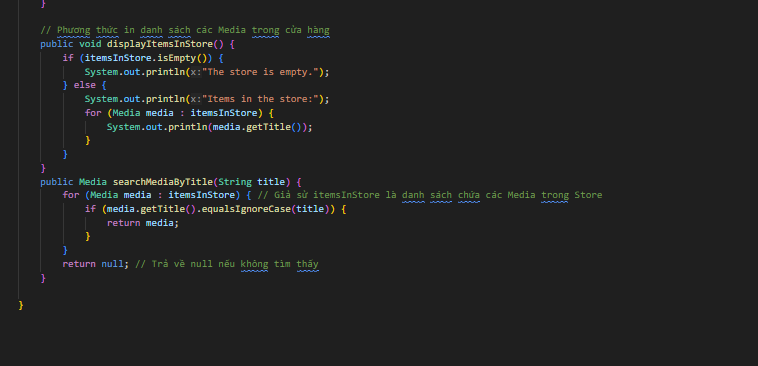 }
// Phương thức in danh sách các Media trong cửa hàng
public void displayItemsInStore() {
if (itemsInStore.isEmpty()) {
System.out.println(x:"The store is empty.");
} else {
System.out.println(x:"Items in the store:");
for (Media media : itemsInStore) {
System.out.println(media.getTitle());
}
}
}
public Media searchMediaByTitle(String title) {
for (Media media : itemsInStore) { // Giả sử itemsInStore là danh sách chứa các Media trong Store
if (media.getTitle().equalsIgnoreCase(title)) {
return media;
}
}
return null; // Trả về null nếu không tìm thấy
}
}